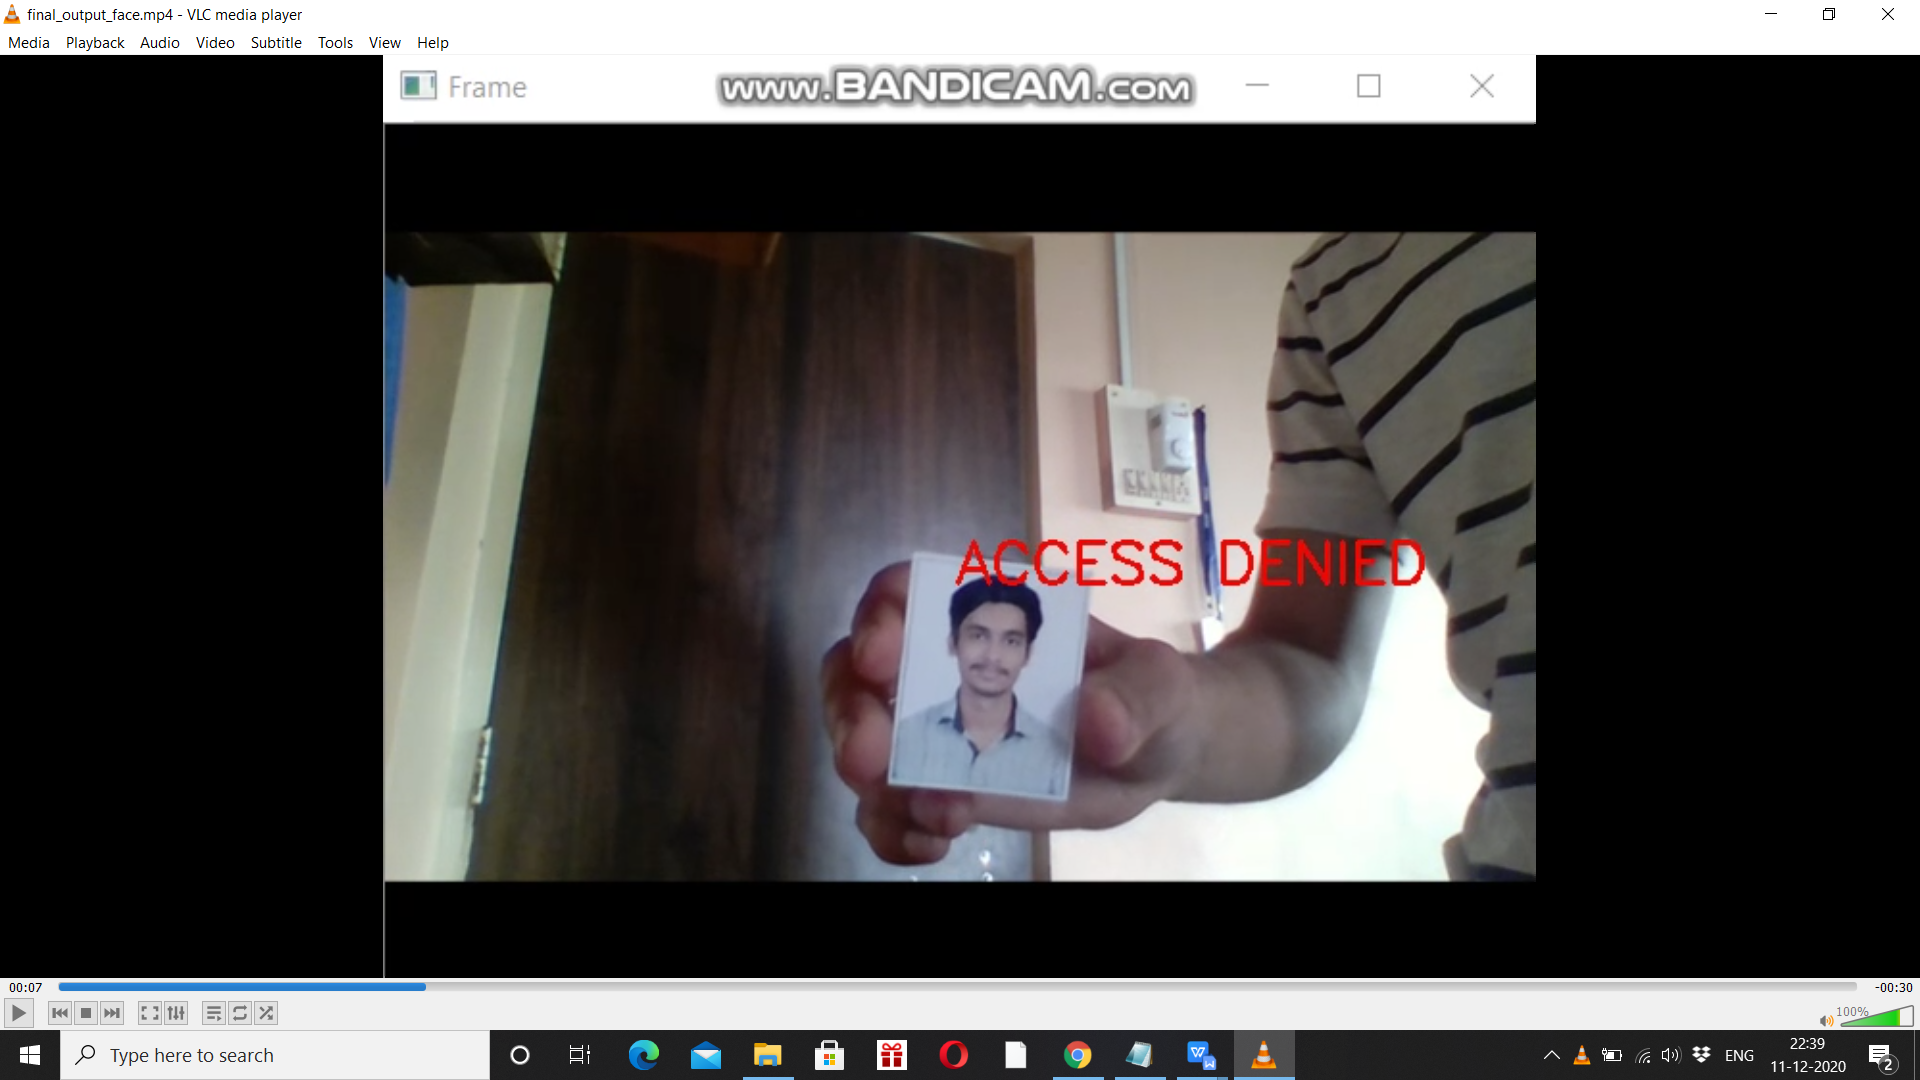 final_output_face.mp4 - VLC media player
Media Playback Audio Video Subtitle Tools View Help
Frame
www.BANDICAM.com
ACCESS DENIED
00:07
-00:30
100%
Type here to search
ENG
22:39
11-12-2020
2